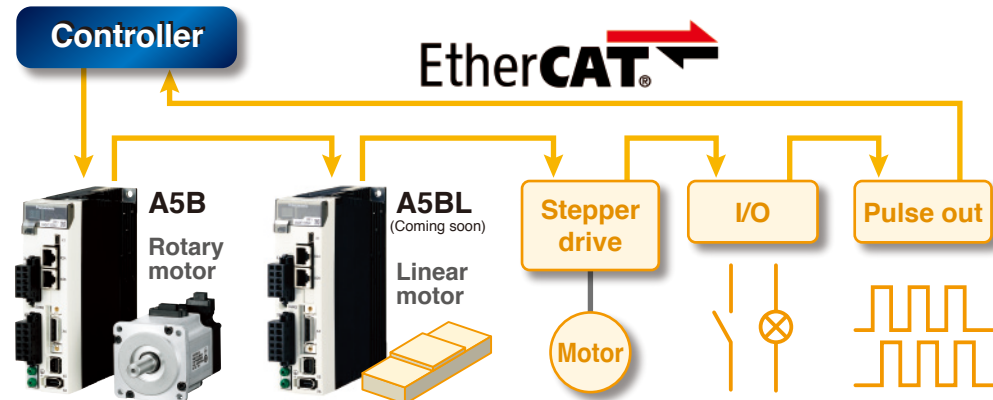 Controller
EtherCAT®
A5B
Rotary
motor
A5BL
(Coming soon)
Linear
motor
Stepper
drive
Motor
I/O
Pulse out